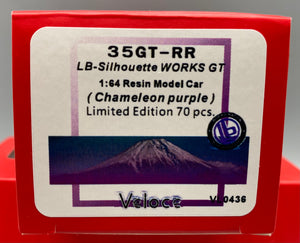 35GT-RR
LB-Silhouette WORKS GT
1:64 Resin Model Car
( Chameleon purple )
Limited Edition 70 pcs.
Veloce